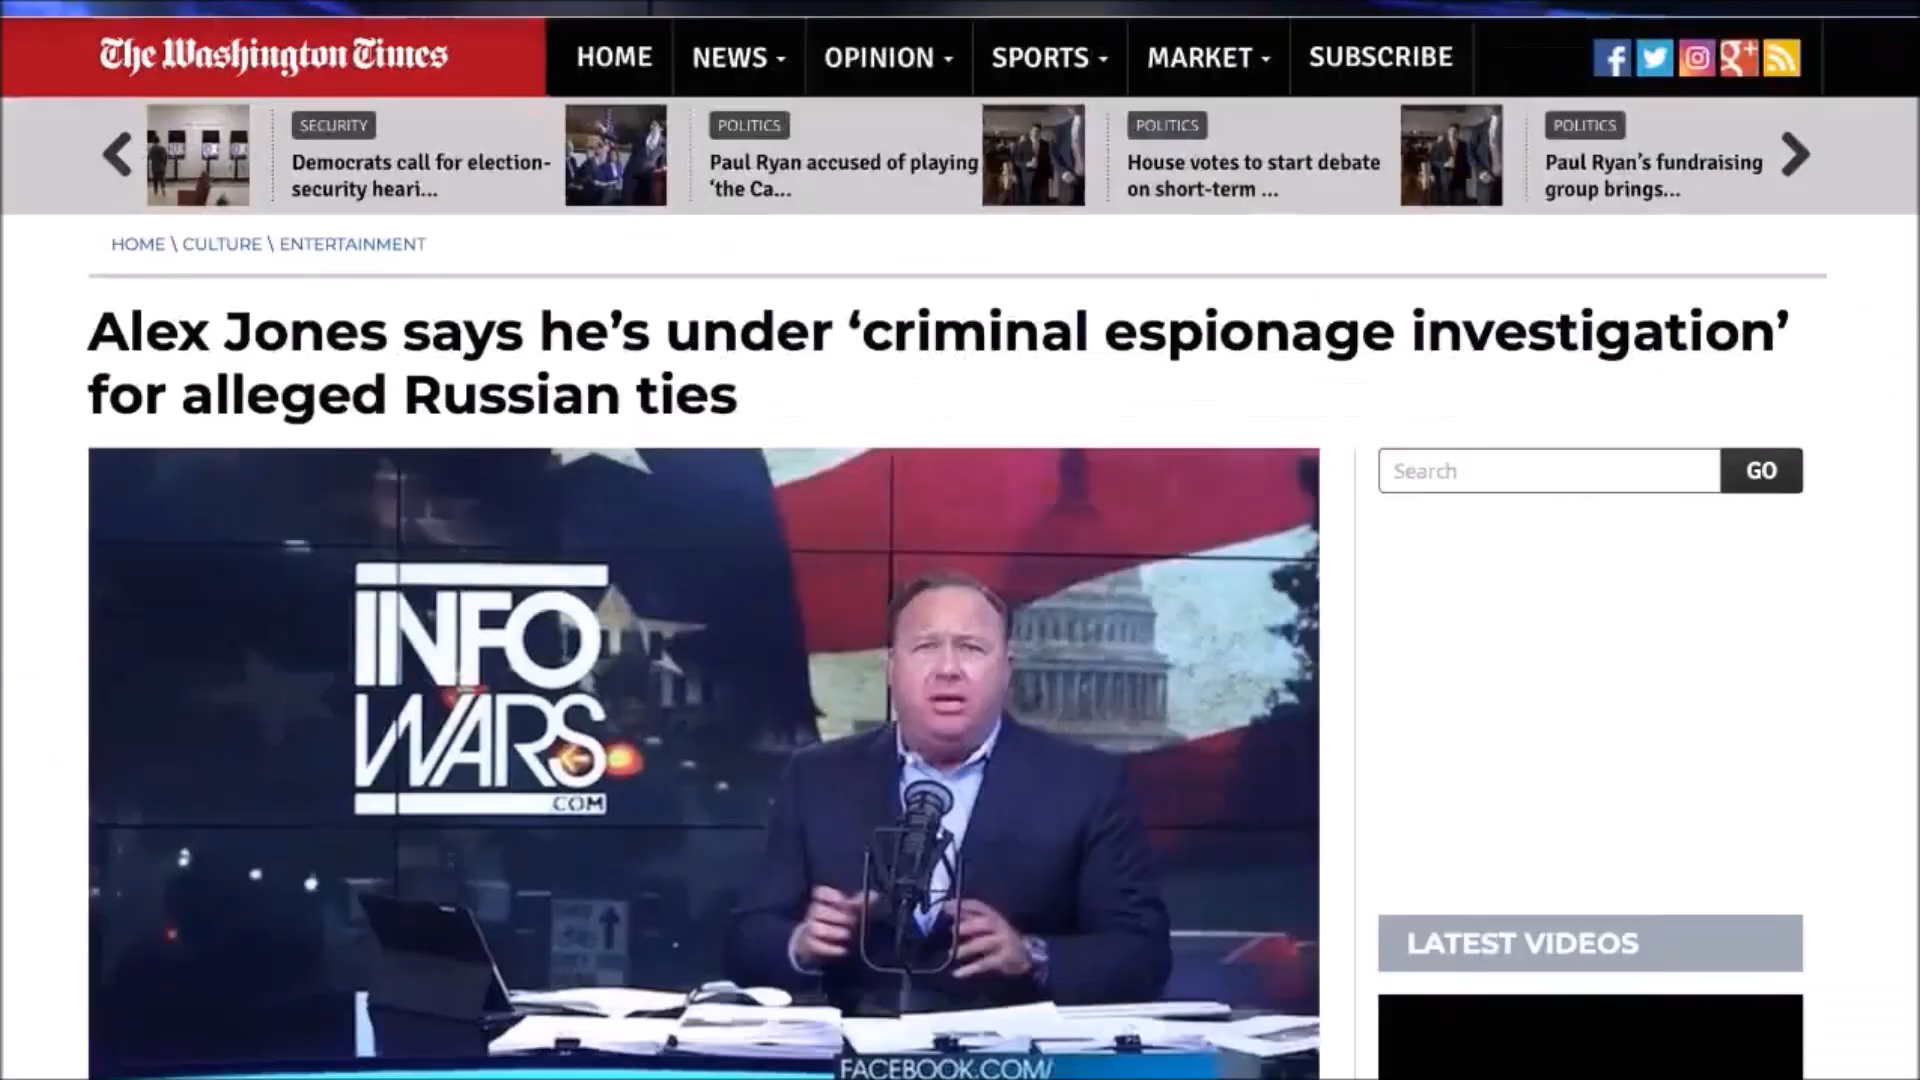 The Washington Times
HOME NEWS OPINION SPORTS MARKET SUBSCRIBE
SECURITY
Democrats call for election-
security heari...
POLITICS
Paul Ryan accused of playing
‘the Ca...
POLITICS
House votes to start debate
on short-term ...
POLITICS
Paul Ryan’s fundraising
group brings...
HOME \ CULTURE \ ENTERTAINMENT
Alex Jones says he’s under ‘criminal espionage investigation’
for alleged Russian ties
Search GO
INFO
WARS
.COM
FACEBOOK.COM/
LATEST VIDEOS